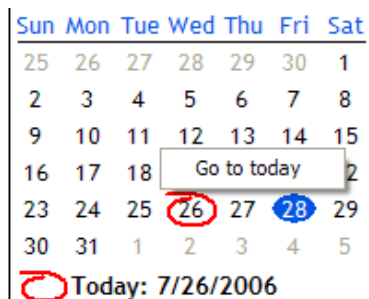 Sun Mon Tue Wed Thu Fri Sat
25 26 27 28 29 30 1
2 3 4 5 6 7 8
9 10 11 12 13 14 15
16 17 18 Go to today 2
23 24 25 26 27 28 29
30 31 1 2 3 4 5
Today: 7/26/2006